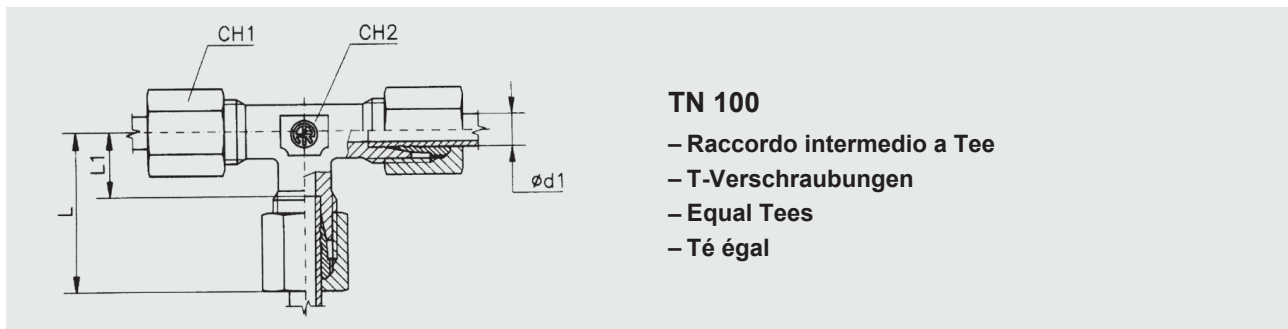 CH1
CH2
L
L1
ød1
TN 100
– Raccordo intermedio a Tee
– T-Verschraubungen
– Equal Tees
– Té égal